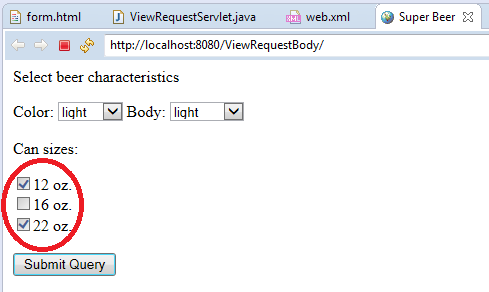 form.html ViewRequestServlet.java web.xml Super Beer
http://localhost:8080/ViewRequestBody/
Select beer characteristics
Color: light Body: light
Can sizes:
12 oz.
16 oz.
22 oz.
Submit Query